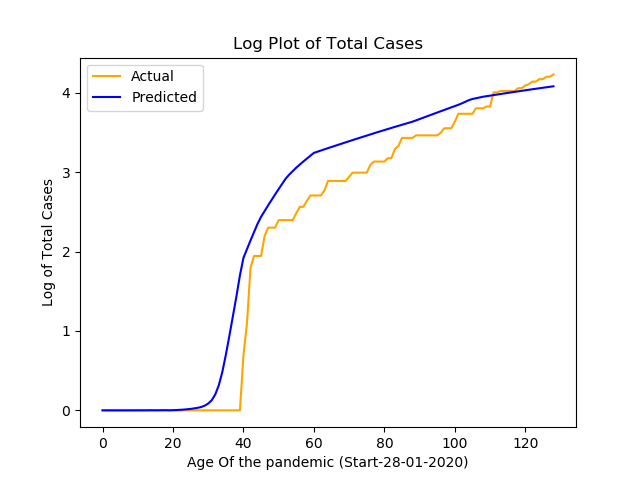 Log Plot of Total Cases
Actual
Predicted
Log of Total Cases
4
3
2
1
0
0 20 40 60 80 100 120
Age Of the pandemic (Start-28-01-2020)